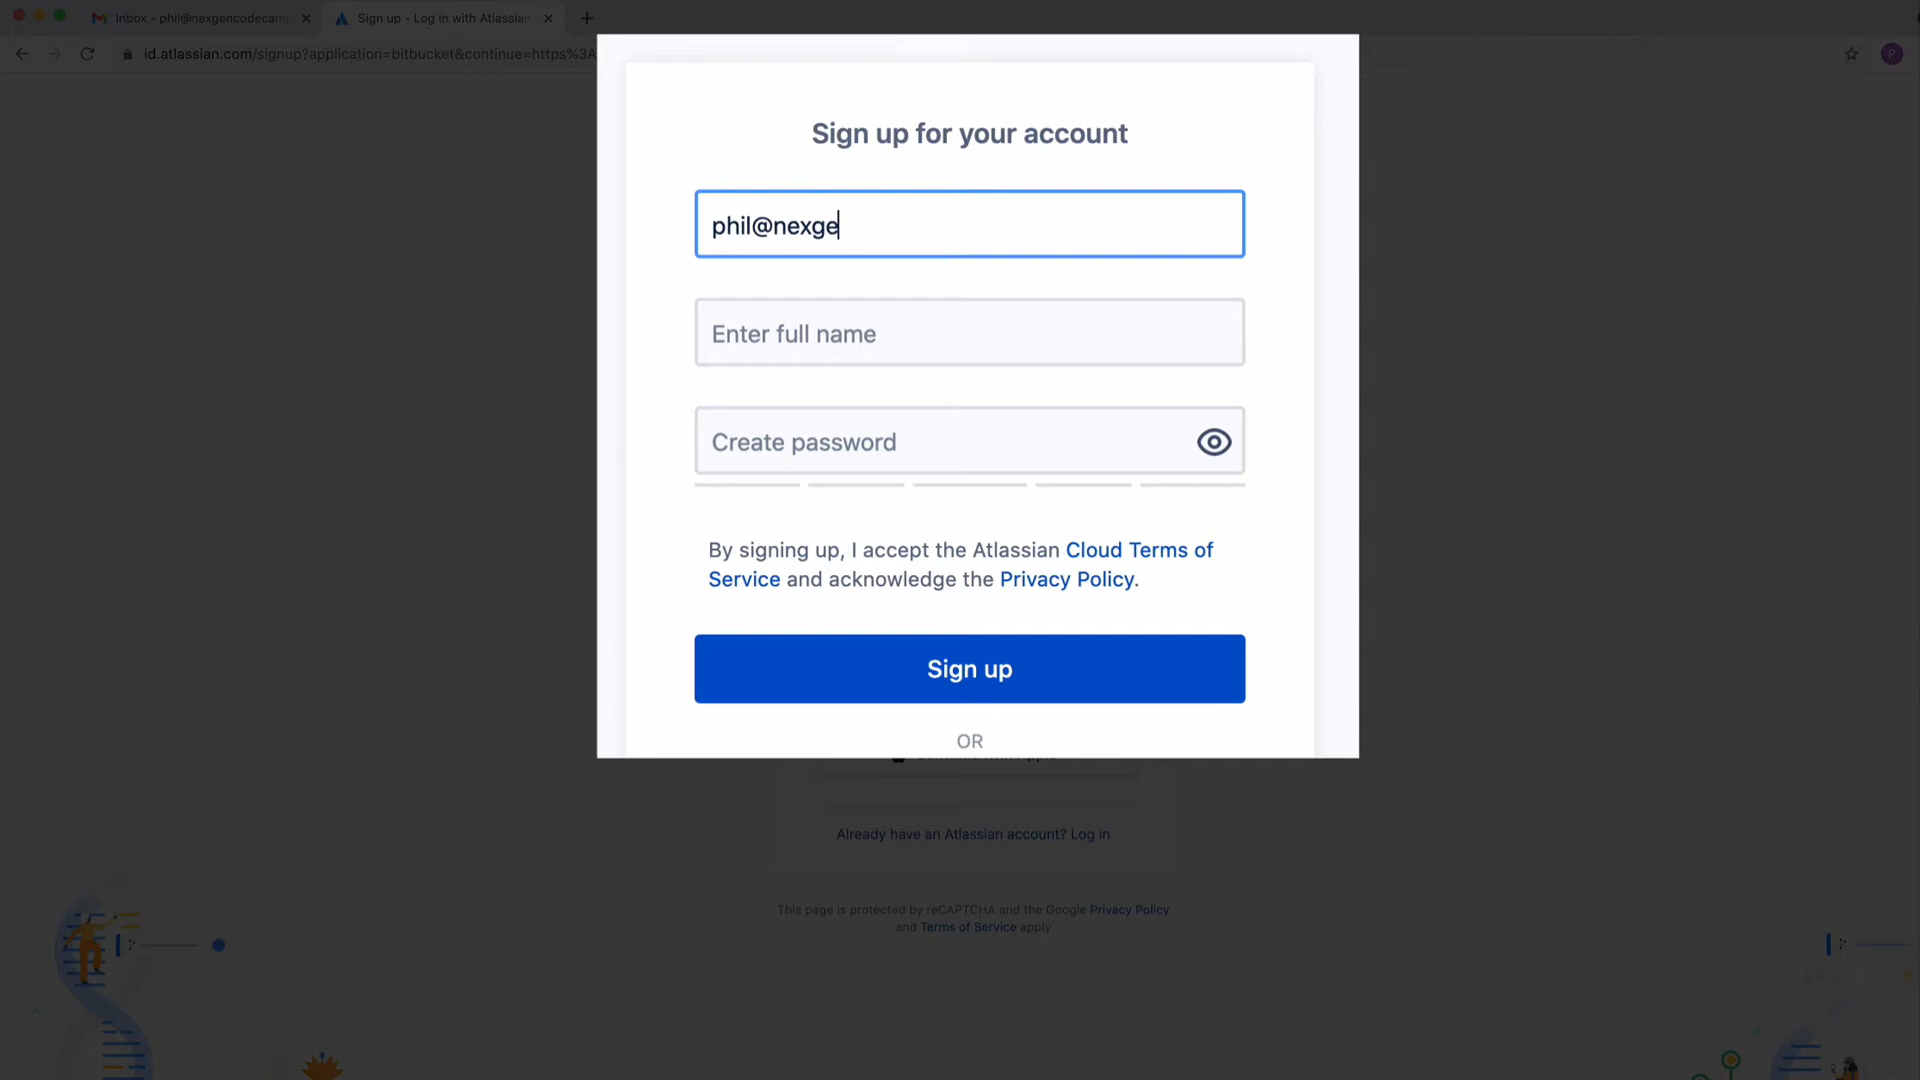 Inbox - phil@nexgencodecam
Sign up - Log in with Atlassian
id.atlassian.com/signup?application=bitbucket&continue=https%3A
P
Sign up for your account
phil@nexge
Enter full name
Create password
By signing up, I accept the Atlassian Cloud Terms of
Service and acknowledge the Privacy Policy.
Sign up
OR
Continue with Apple
Already have an Atlassian account? Log in
This page is protected by reCAPTCHA and the Google Privacy Policy
and Terms of Service apply